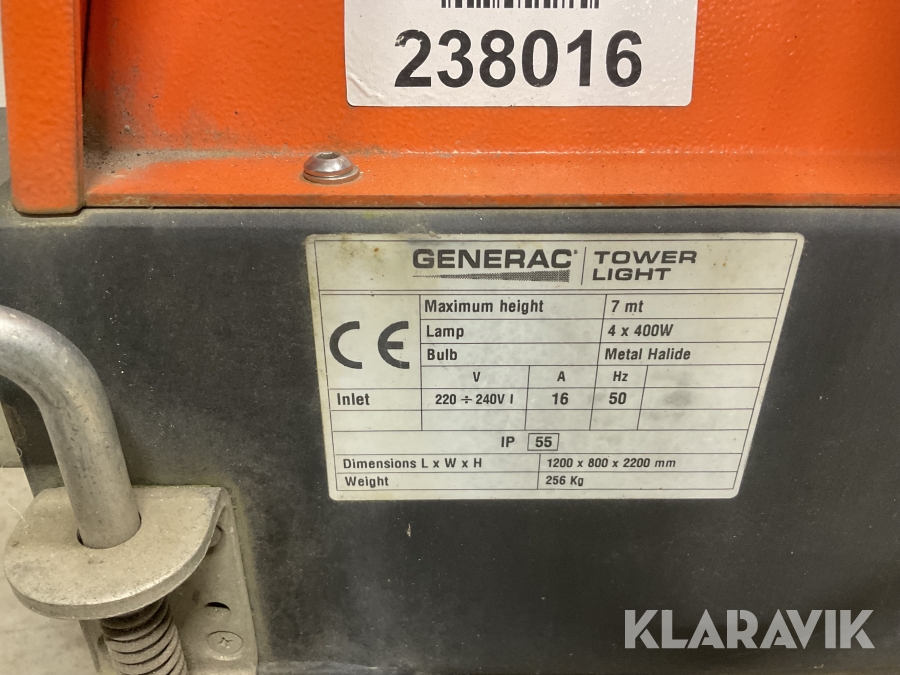 238016
GENERAC TOWER LIGHT
Maximum height 7 mt
Lamp 4 x 400W
Bulb Metal Halide
CE
V A Hz
Inlet 220 ÷ 240V I 16 50
IP 55
Dimensions L x W x H 1200 x 800 x 2200 mm
Weight 256 Kg
KLARAVIK